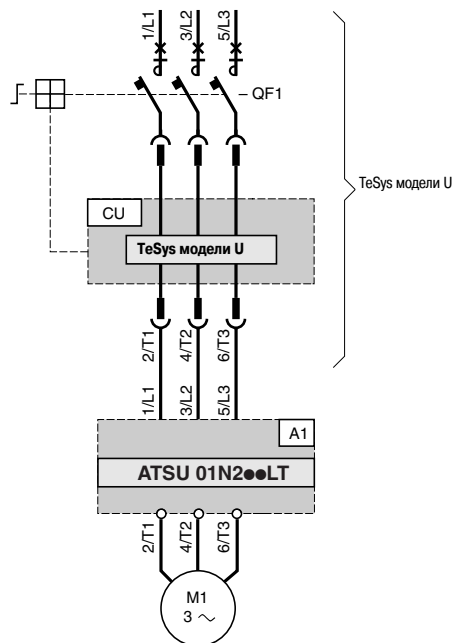 1/L1 3/L2 5/L3
QF1
TeSys модели U
CU
TeSys модели U
2/T1 4/T2 6/T3
1/L1 3/L2 5/L3
A1
ATSU 01N2●●LT
2/T1 4/T2 6/T3
M1
3 ~